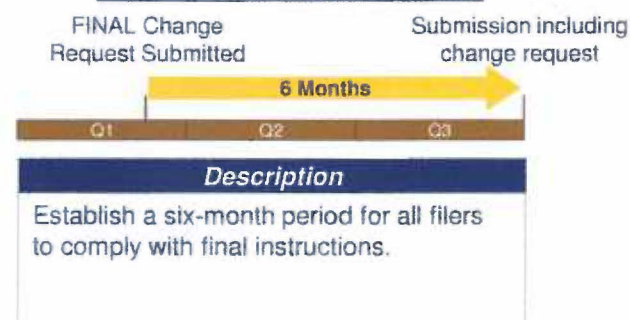 FINAL Change
Request Submitted
Submission including
change request
6 Months
Q1 Q2 Q3
Description
Establish a six-month period for all filers
to comply with final instructions.